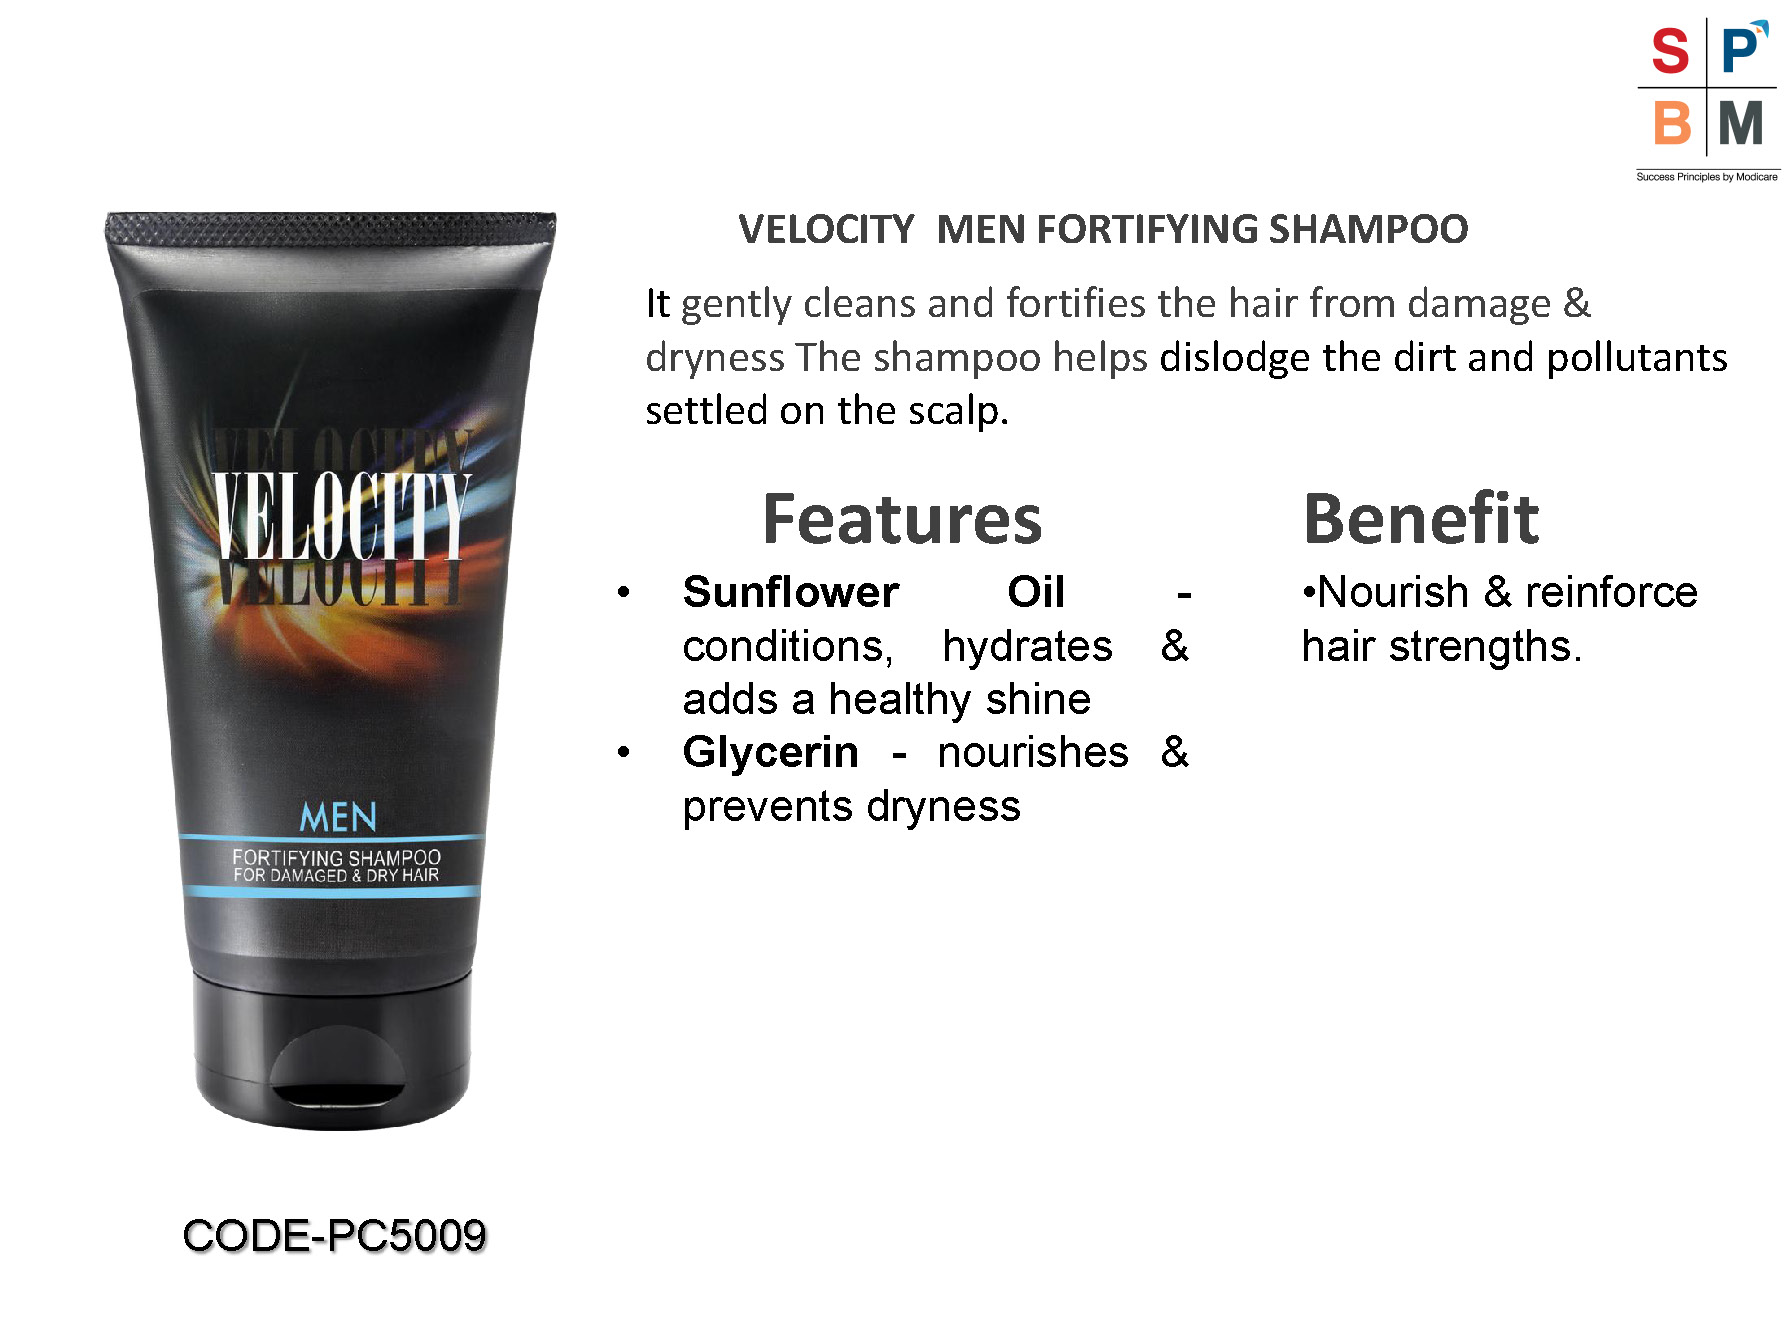 S P
B M
Success Principles by Modicare
VELOCITY MEN FORTIFYING SHAMPOO
It gently cleans and fortifies the hair from damage &
dryness The shampoo helps dislodge the dirt and pollutants
settled on the scalp.
Features
• Sunflower Oil -
conditions, hydrates &
adds a healthy shine
• Glycerin - nourishes &
prevents dryness
Benefit
•Nourish & reinforce
hair strengths.
VELOCITY
VELOCITY
VELOCITY
MEN
FORTIFYING SHAMPOO
FOR DAMAGED & DRY HAIR
CODE-PC5009